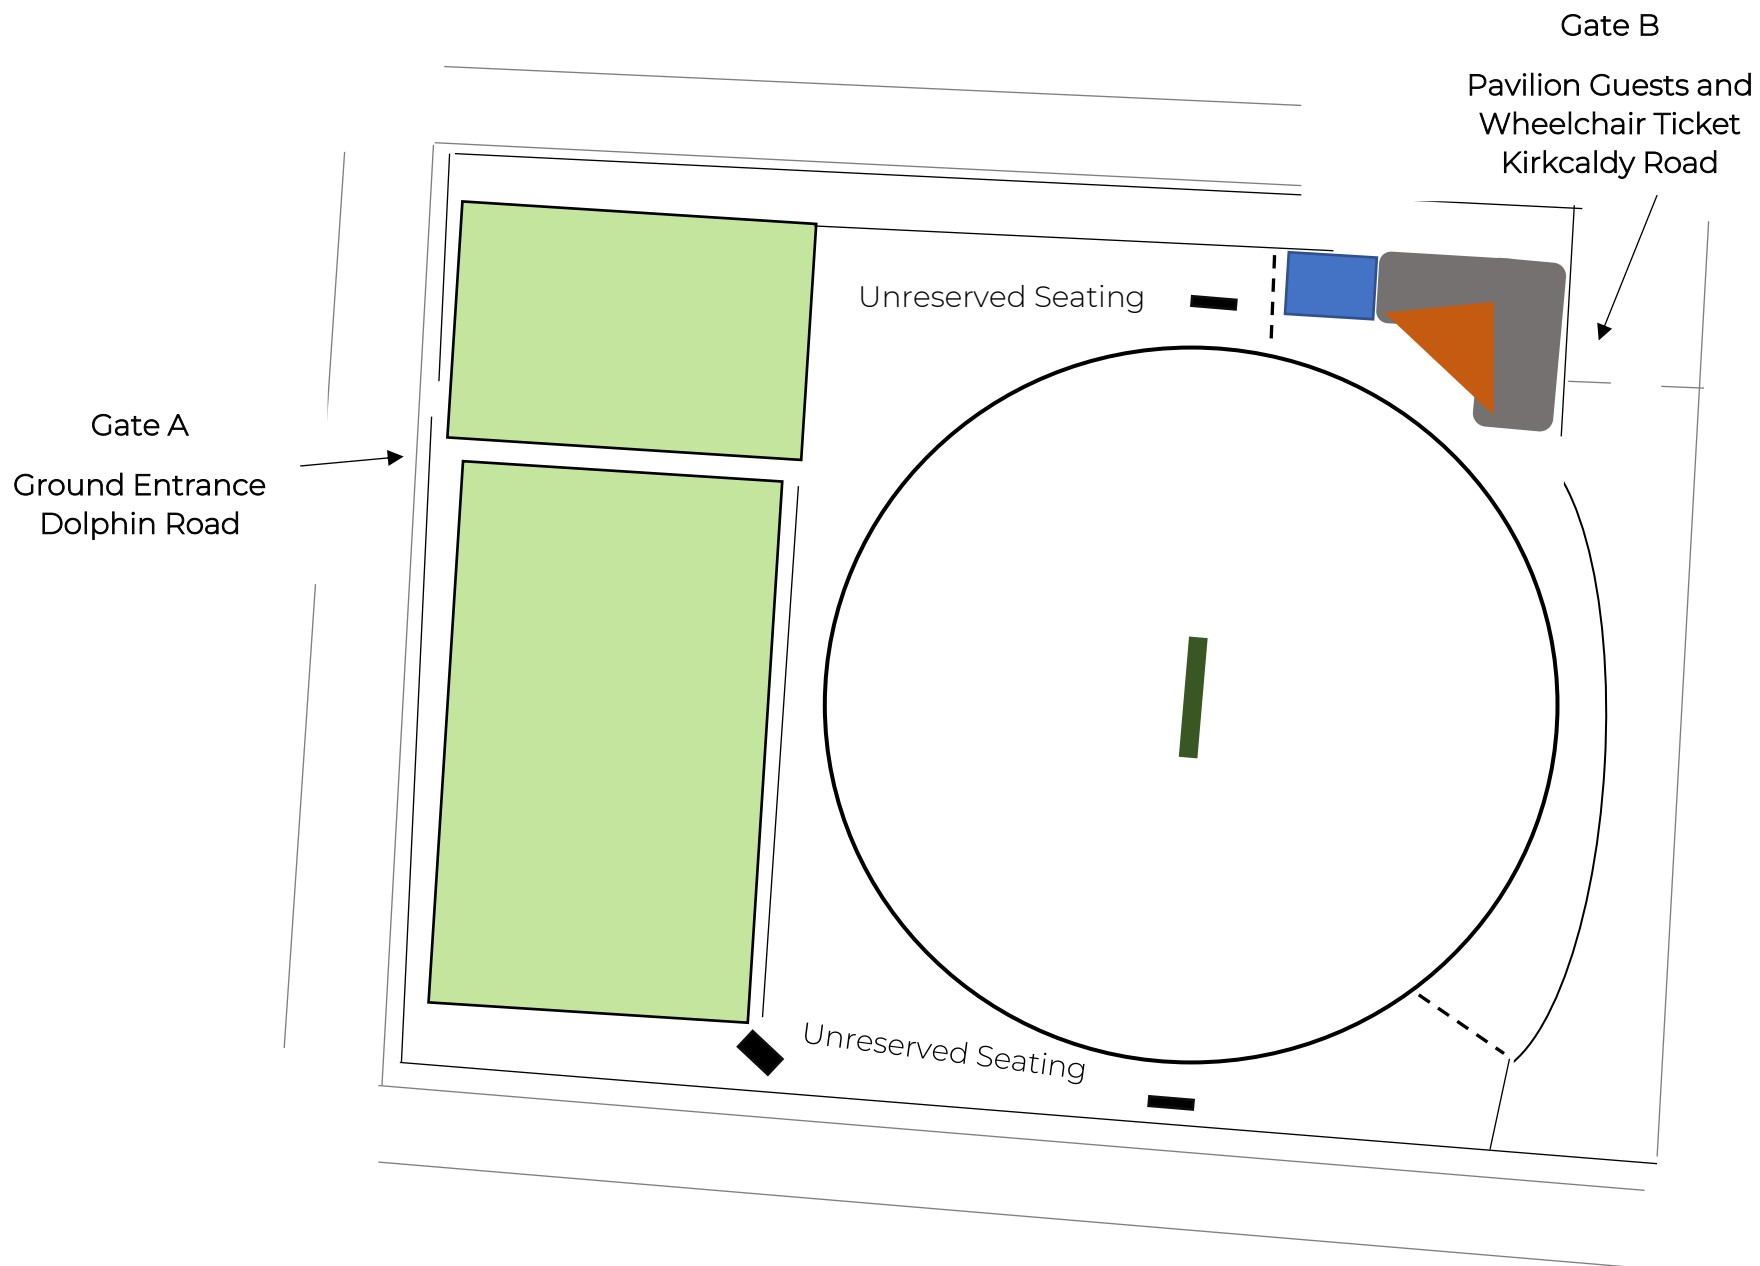 Gate B
Pavilion Guests and
Wheelchair Ticket
Kirkcaldy Road
Unreserved Seating
Gate A
Ground Entrance
Dolphin Road
Unreserved Seating